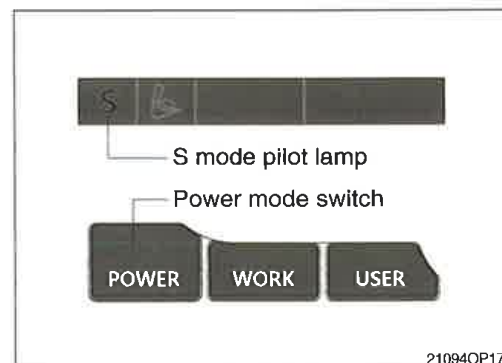 S
S mode pilot lamp
Power mode switch
POWER WORK USER
21094OP17